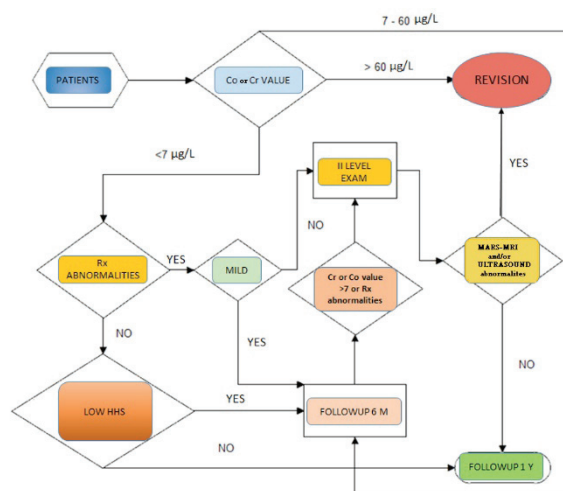 7 - 60 µg/L
PATIENTS
Co or Cr VALUE
> 60 µg/L
REVISION
<7 µg/L
II LEVEL
EXAM
YES
NO
Rx
ABNORMALITIES
YES
MILD
Cr or Co value
>7 or Rx
abnormalities
MARS-MRI
and/or
ULTRASOUND
abnormalites
NO
YES
NO
LOW HHS
YES
FOLLOWUP 6 M
NO
FOLLOWUP 1 Y